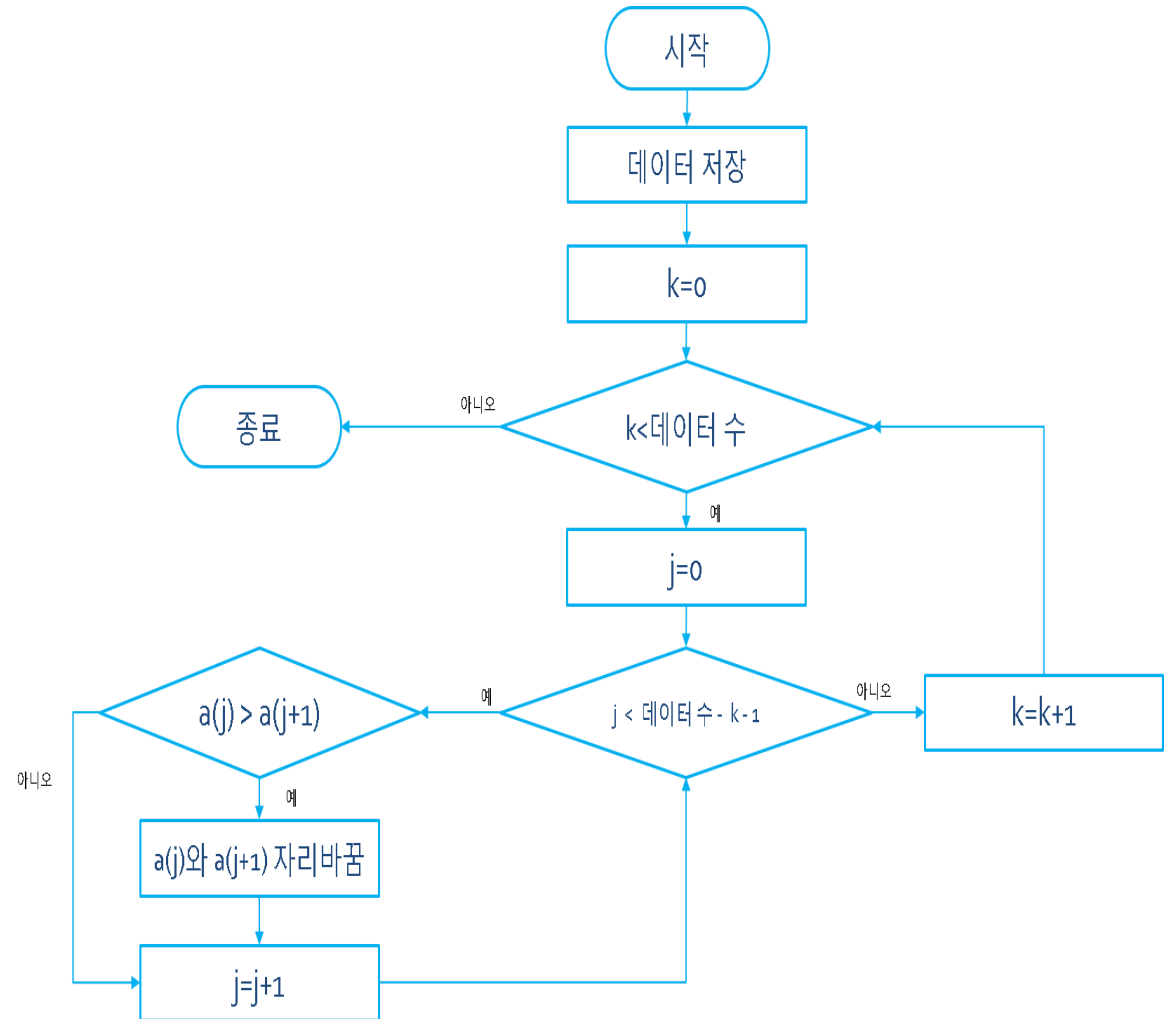 시작
데이터 저장
k=0
아니오
종료
k<데이터 수
예
j=0
a(j) > a(j+1)
예
j < 데이터 수 - k - 1
아니오
k=k+1
아니오
예
a(j)와 a(j+1) 자리바꿈
j=j+1